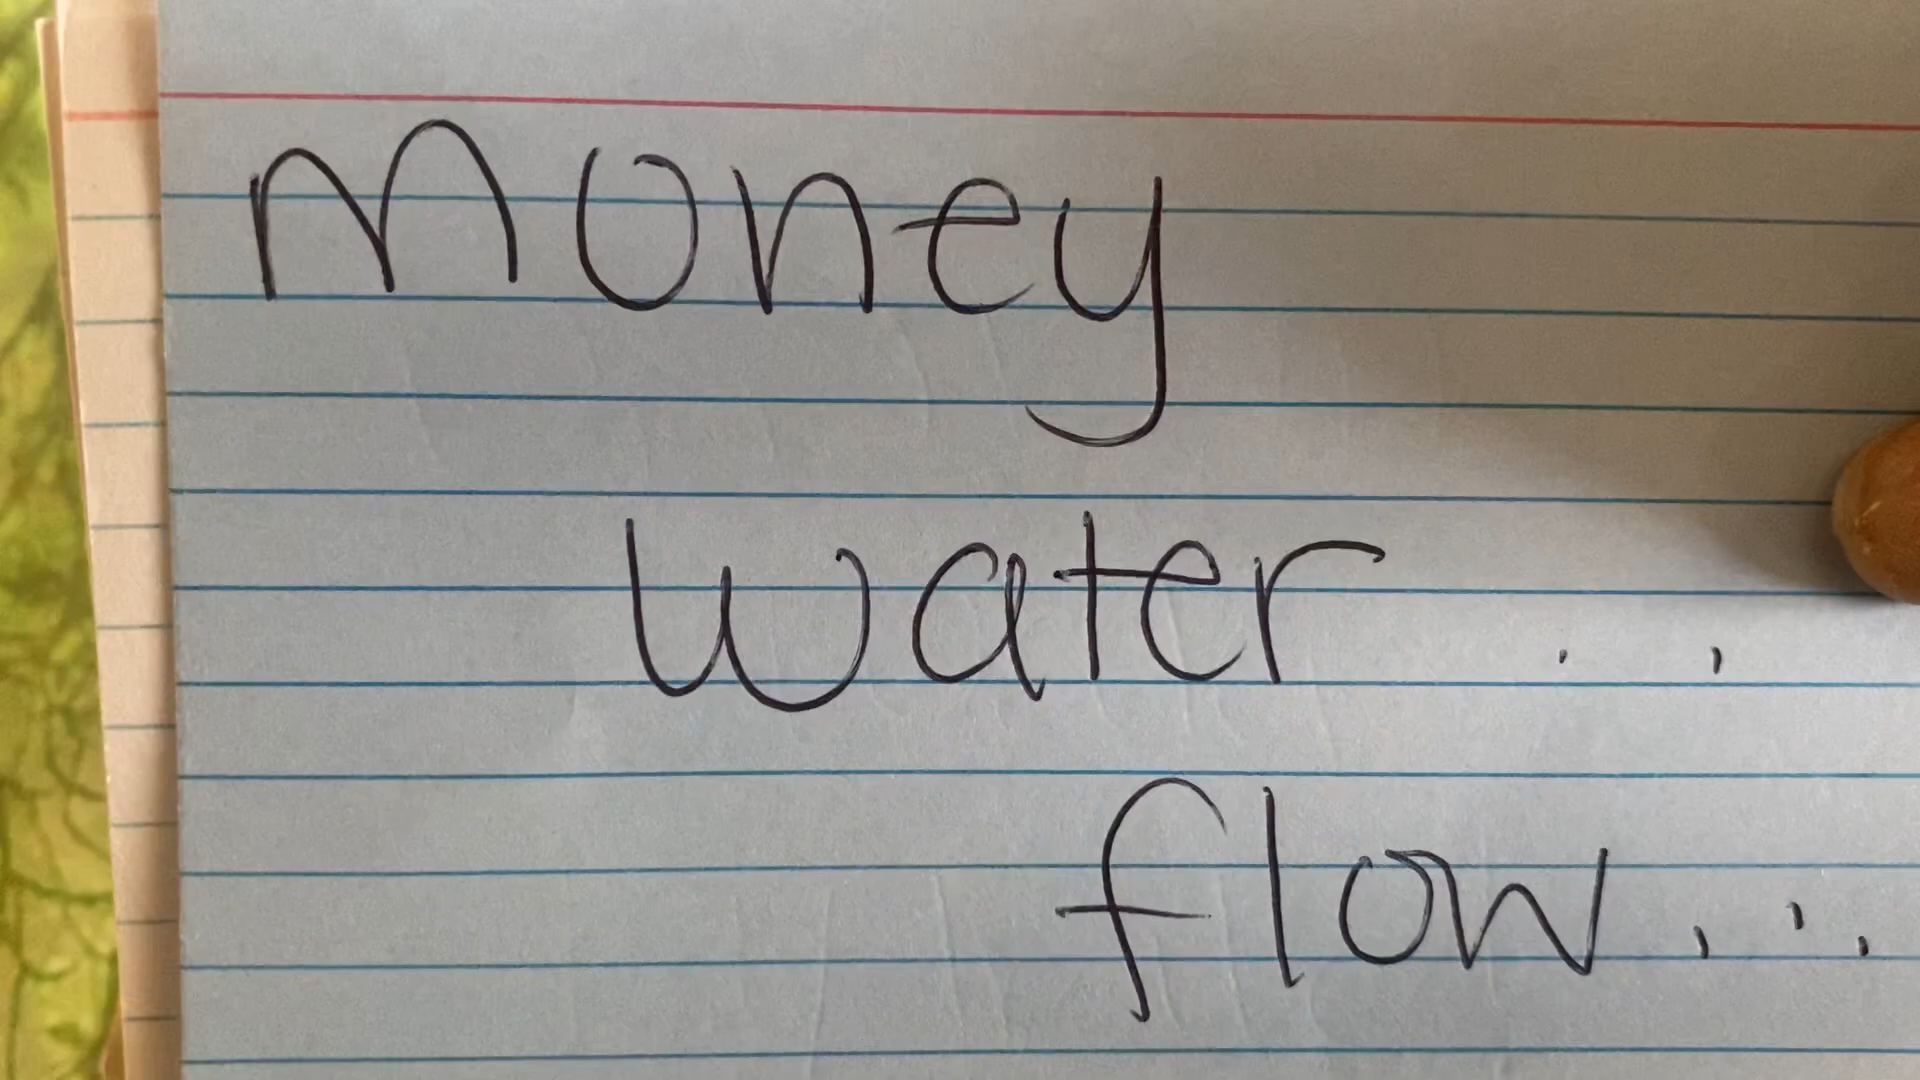 money
water . ,
flow . . .